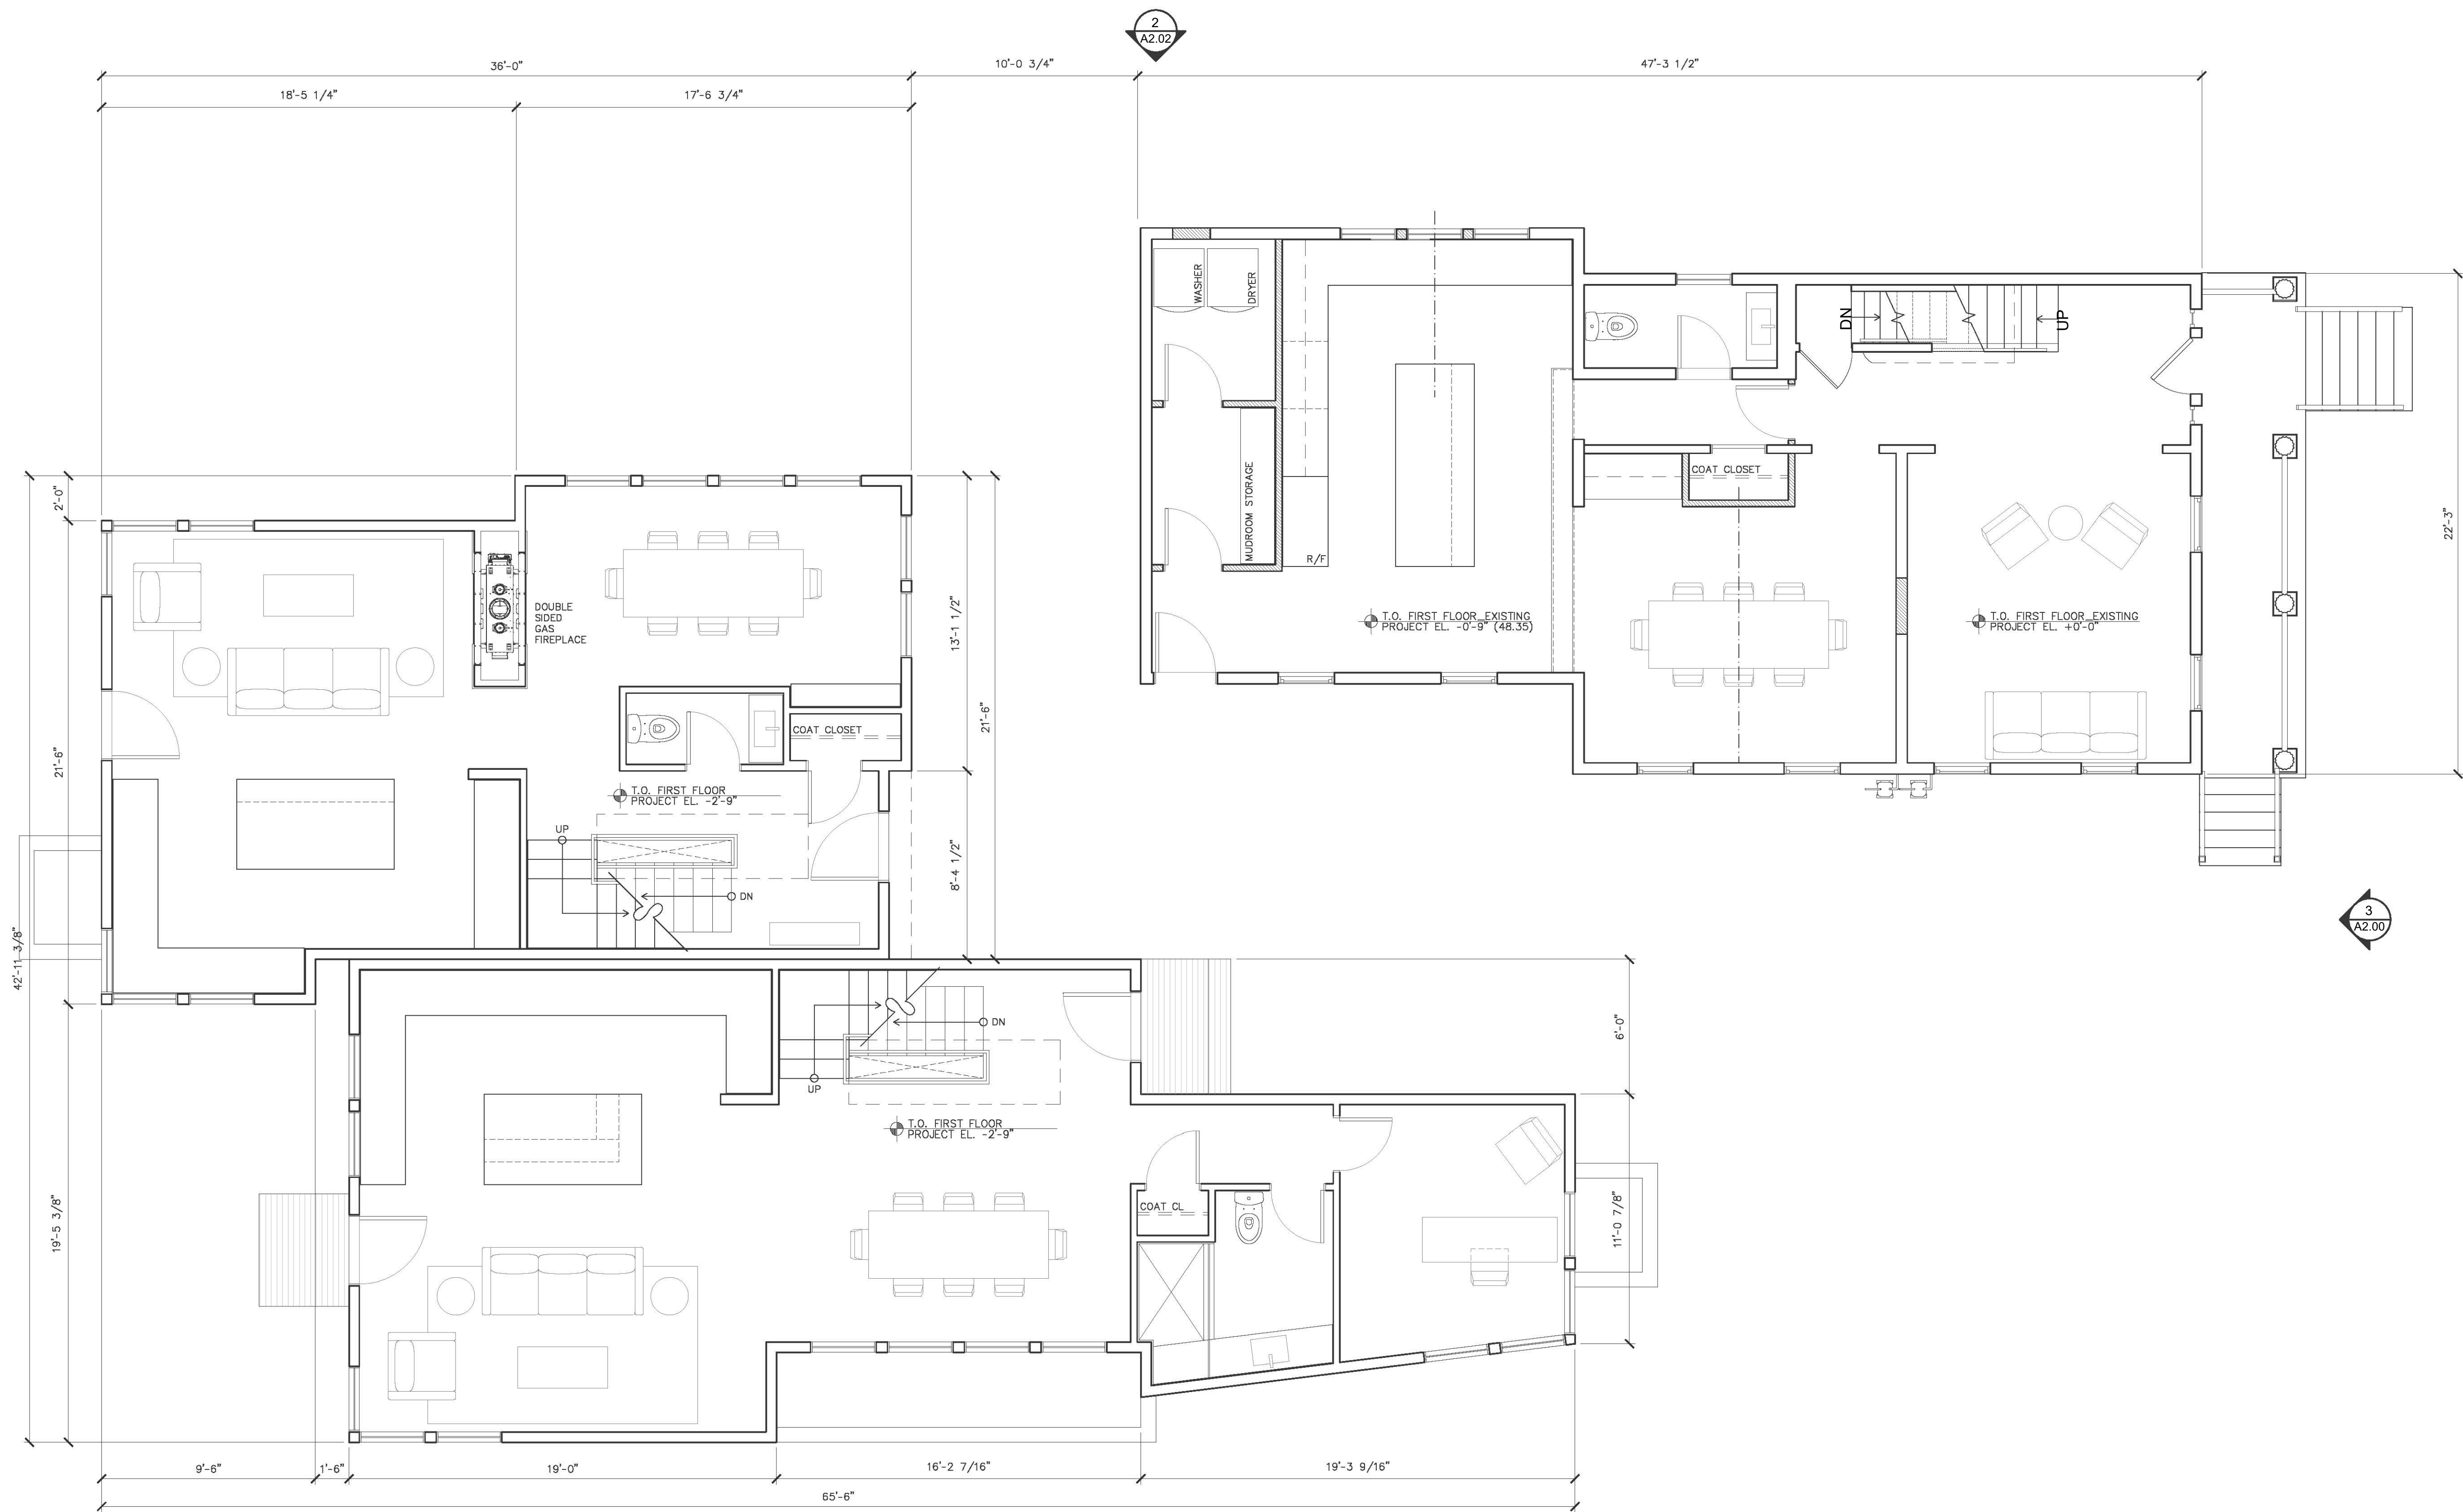 2
A2.02
36'-0"
10'-0 3/4"
47'-3 1/2"
18'-5 1/4"
17'-6 3/4"
WASHER
DRYER
DN
UP
MUDROOM STORAGE
COAT CLOSET
R/F
2'-0"
22'-3"
DOUBLE
SIDED
GAS
FIREPLACE
13'-1 1/2"
T.O. FIRST FLOOR_EXISTING
PROJECT EL. -0'-9" (48.35)
T.O. FIRST FLOOR_EXISTING
PROJECT EL. +0'-0"
21'-6"
21'-6"
COAT CLOSET
T.O. FIRST FLOOR
PROJECT EL. -2'-9"
UP
DN
8'-4 1/2"
3
A2.00
42'-11 3/8"
6'-0"
DN
UP
T.O. FIRST FLOOR
PROJECT EL. -2'-9"
COAT CL
19'-5 3/8"
11'-0 7/8"
9'-6"
1'-6"
19'-0"
16'-2 7/16"
19'-3 9/16"
65'-6"